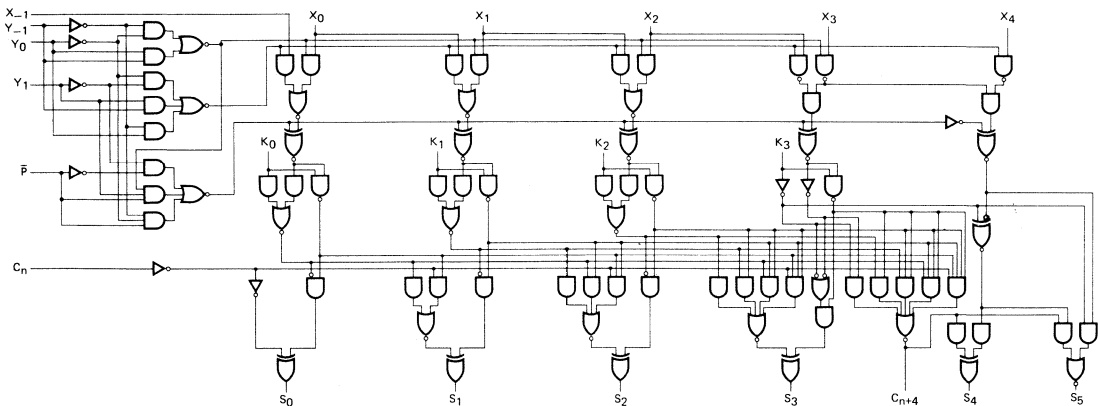 X₋₁ X₀ X₁ X₂ X₃ X₄
Y₋₁
Y₀
Y₁
K₀ K₁ K₂ K₃
P̅
Cₙ
S₀ S₁ S₂ S₃ Cₙ₊₄ S₄ S₅